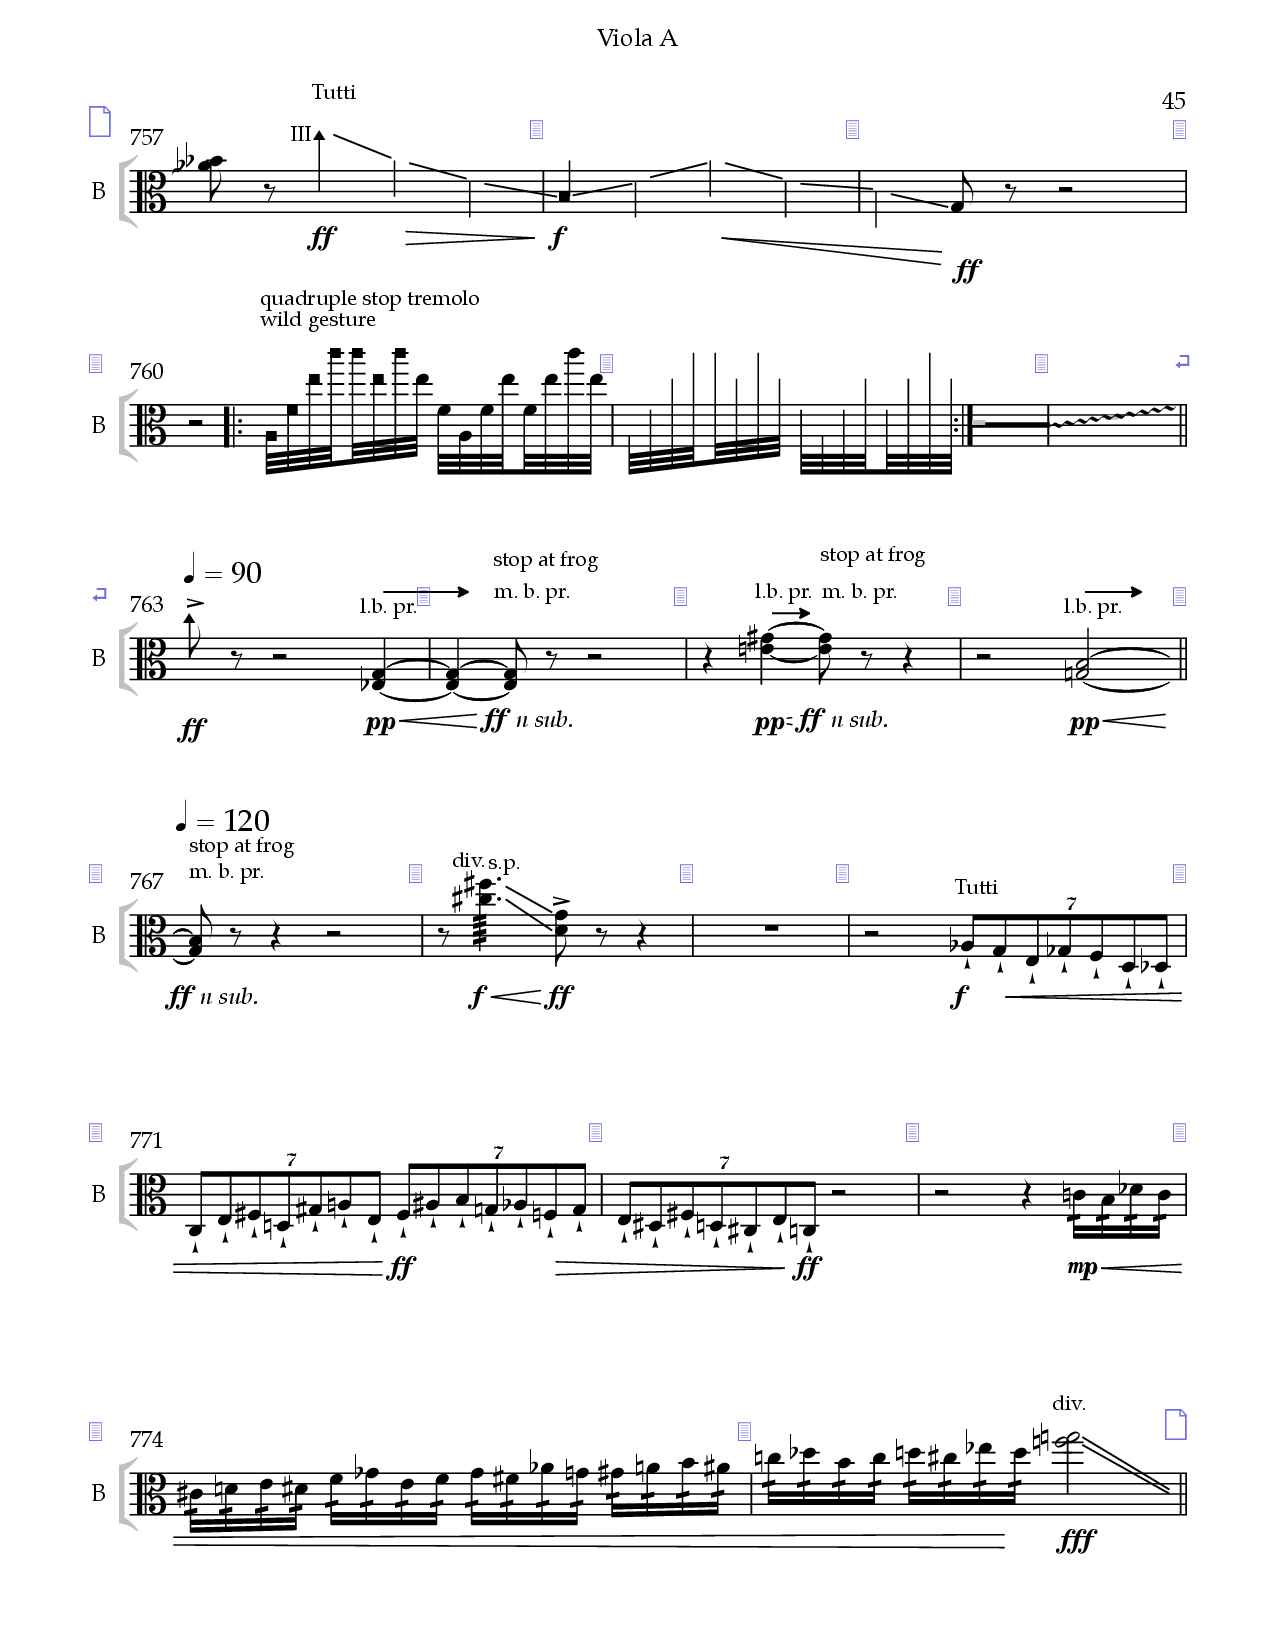 Viola A
45
Tutti
757
III
B
ff
f
ff
quadruple stop tremolo
wild gesture
760
B
♩ = 90
stop at frog
stop at frog
m. b. pr.
l.b. pr. m. b. pr.
763
l.b. pr.
l.b. pr.
B
ff
pp
ff n sub.
pp
ff n sub.
pp
♩ = 120
stop at frog
m. b. pr.
div. s.p.
767
Tutti
7
B
ff n sub.
f
ff
f
771
7
7
7
B
ff
ff
mp
div.
774
B
fff